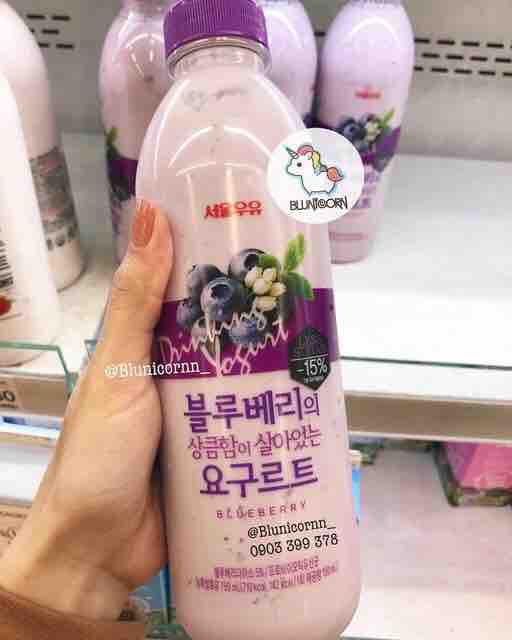 서울우유
BLUNICORN
Drinking
Yogurt
-15%
@Blunicornn_
블루베리의
상큼함이 살아있는
요구르트
BLUEBERRY
@Blunicornn_
0903 399 378